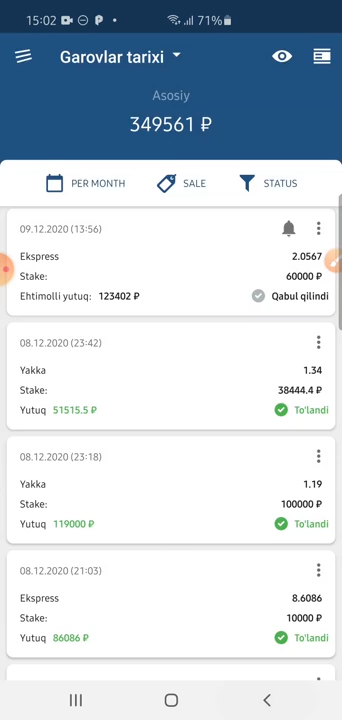 15:02 71%
Garovlar tarixi
Asosiy
349561 ₽
PER MONTH SALE STATUS
09.12.2020 (13:56)
Ekspress 2.0567
Stake: 60000 ₽
Ehtimolli yutuq: 123402 ₽ Qabul qilindi
08.12.2020 (23:42)
Yakka 1.34
Stake: 38444.4 ₽
Yutuq 51515.5 ₽ To'landi
08.12.2020 (23:18)
Yakka 1.19
Stake: 100000 ₽
Yutuq 119000 ₽ To'landi
08.12.2020 (21:03)
Ekspress 8.6086
Stake: 10000 ₽
Yutuq 86086 ₽ To'landi